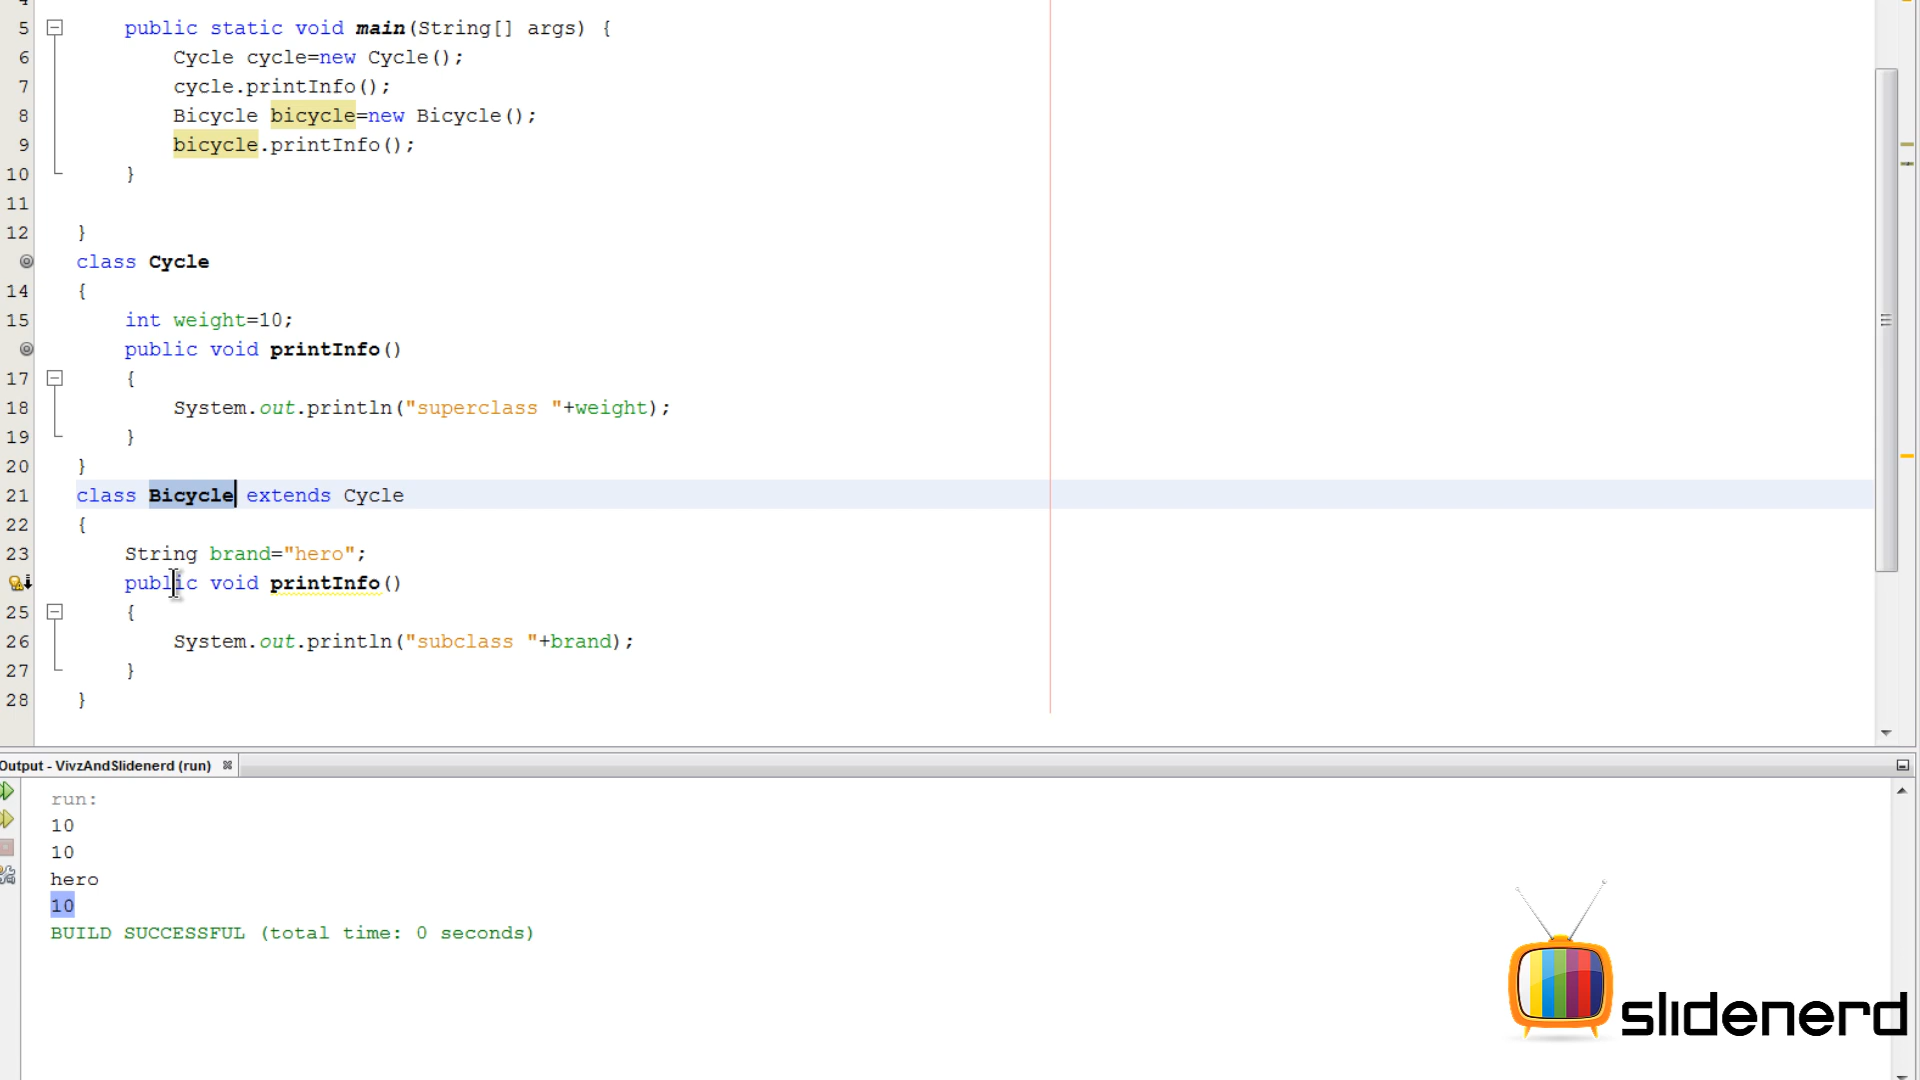 5 public static void main(String[] args) {
6 Cycle cycle=new Cycle();
7 cycle.printInfo();
8 Bicycle bicycle=new Bicycle();
9 bicycle.printInfo();
10 }
11
12 }
class Cycle
14 {
15 int weight=10;
public void printInfo()
17 {
18 System.out.println("superclass "+weight);
19 }
20 }
21 class Bicycle extends Cycle
22 {
23 String brand="hero";
public void printInfo()
25 {
26 System.out.println("subclass "+brand);
27 }
28 }
Output - VivzAndSlidenerd (run)
run:
10
10
hero
10
BUILD SUCCESSFUL (total time: 0 seconds)
slidenerd